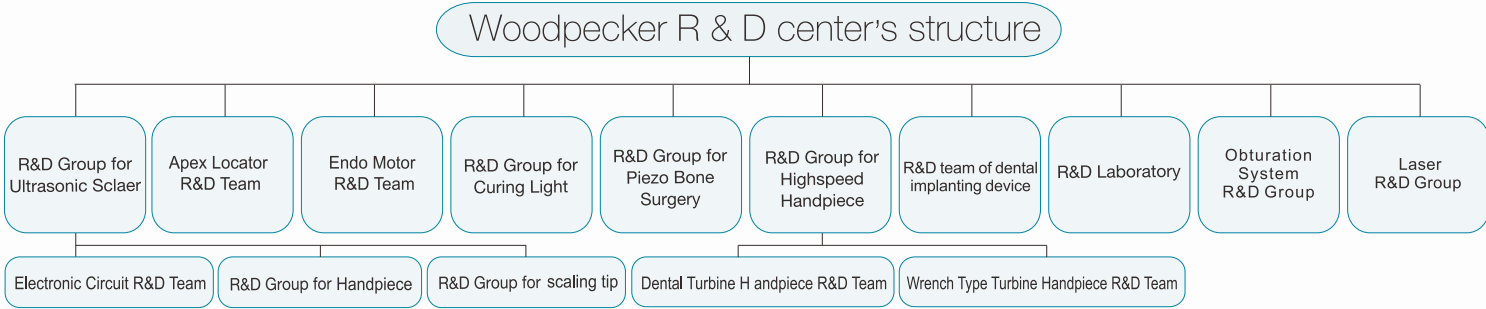 Woodpecker R & D center's structure
R&D Group for
Ultrasonic Sclaer
Apex Locator
R&D Team
Endo Motor
R&D Team
R&D Group for
Curing Light
R&D Group for
Piezo Bone
Surgery
R&D Group for
Highspeed
Handpiece
R&D team of dental
implanting device
R&D Laboratory
Obturation
System
R&D Group
Laser
R&D Group
Electronic Circuit R&D Team
R&D Group for Handpiece
R&D Group for scaling tip
Dental Turbine H andpiece R&D Team
Wrench Type Turbine Handpiece R&D Team